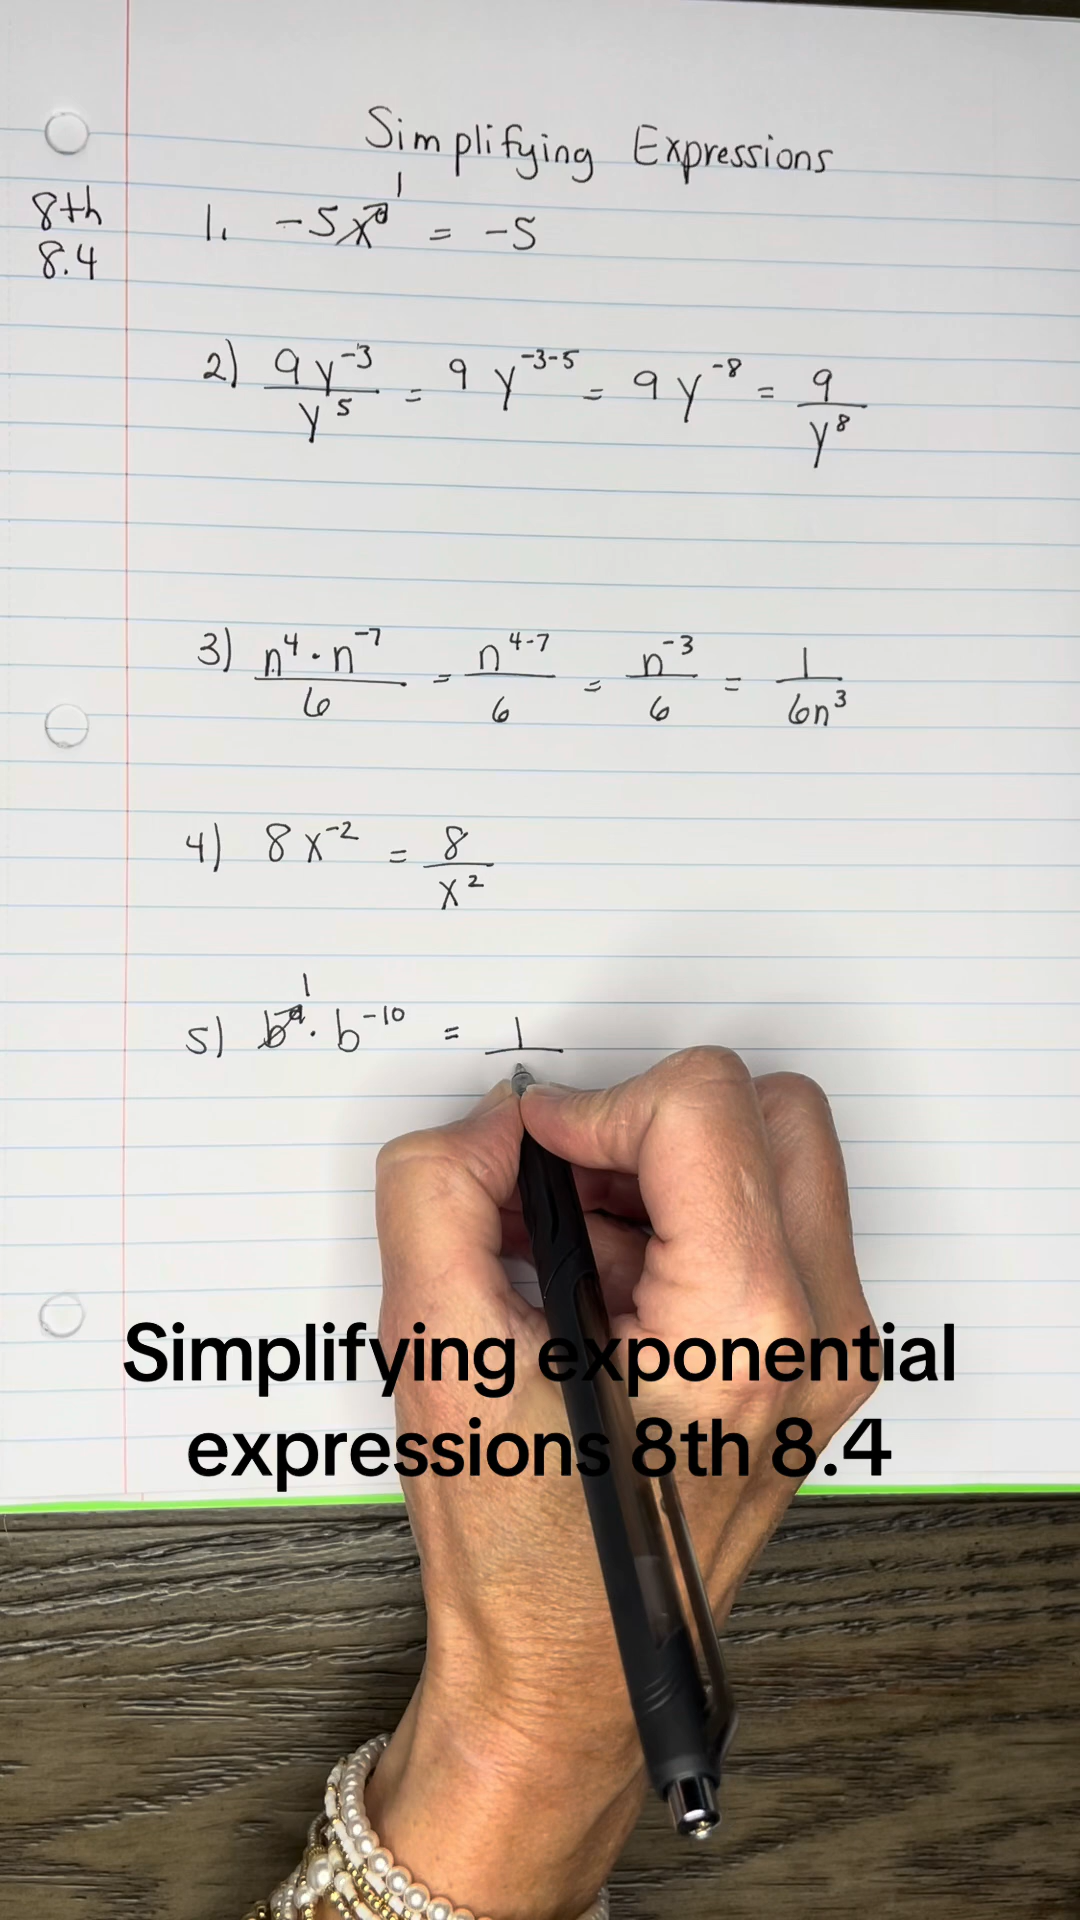 Simplifying Expressions
8th
8.4
1. -5x⁰ 1 = -5
2) 9y⁻³/y⁵ = 9y⁻³⁻⁵ = 9y⁻⁸ = 9/y⁸
3) n⁴·n⁻⁷/6 = n⁴⁻⁷/6 = n⁻³/6 = 1/6n³
4) 8x⁻² = 8/x²
5) b⁰ 1 · b⁻¹⁰ = 1/
Simplifying exponential
expressions 8th 8.4